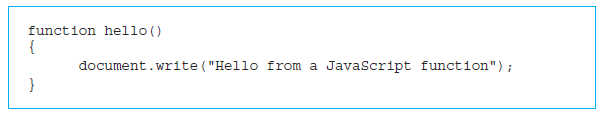 function hello()
{
document.write("Hello from a JavaScript function");
}